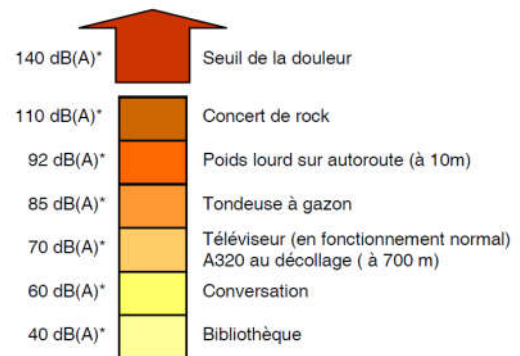 140 dB(A)* Seuil de la douleur
110 dB(A)* Concert de rock
92 dB(A)* Poids lourd sur autoroute (à 10m)
85 dB(A)* Tondeuse à gazon
70 dB(A)* Téléviseur (en fonctionnement normal)
A320 au décollage ( à 700 m)
60 dB(A)* Conversation
40 dB(A)* Bibliothèque